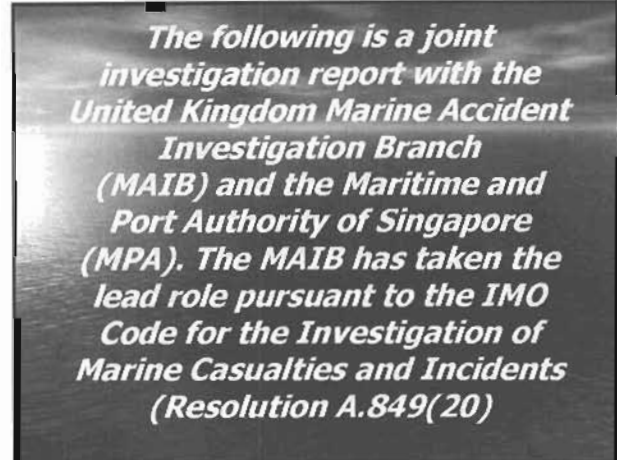 The following is a joint
investigation report with the
United Kingdom Marine Accident
Investigation Branch
(MAIB) and the Maritime and
Port Authority of Singapore
(MPA). The MAIB has taken the
lead role pursuant to the IMO
Code for the Investigation of
Marine Casualties and Incidents
(Resolution A.849(20)